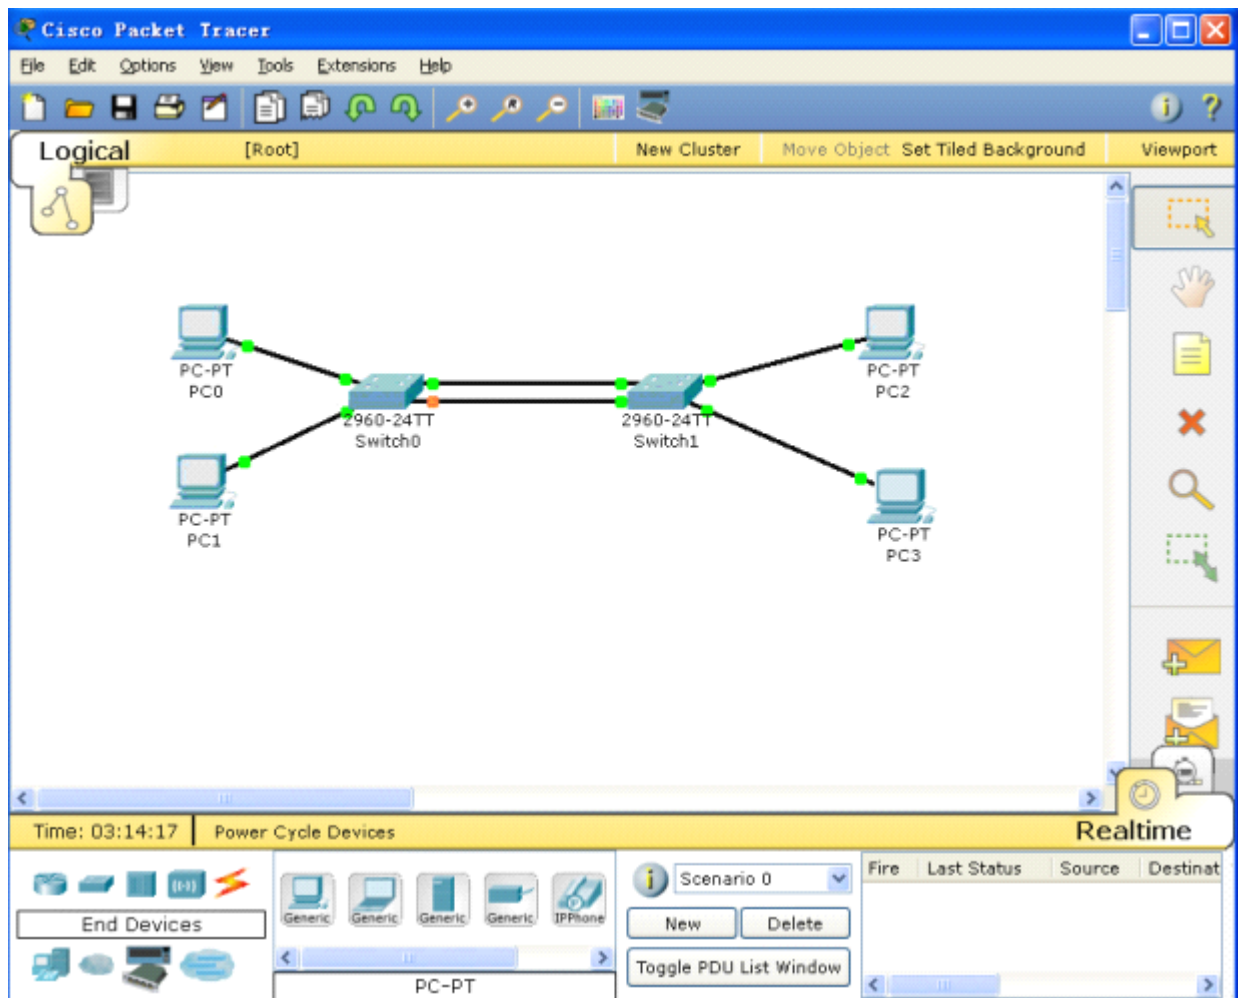 Cisco Packet Tracer
File Edit Options View Tools Extensions Help
Logical [Root] New Cluster Move Object Set Tiled Background Viewport
PC-PT
PC0
PC-PT
PC2
2960-24TT
Switch0
2960-24TT
Switch1
PC-PT
PC1
PC-PT
PC3
Time: 03:14:17 Power Cycle Devices Realtime
Fire Last Status Source Destinat
Scenario 0
Generic Generic Generic Generic IPPhone
End Devices
New Delete
Toggle PDU List Window
PC-PT